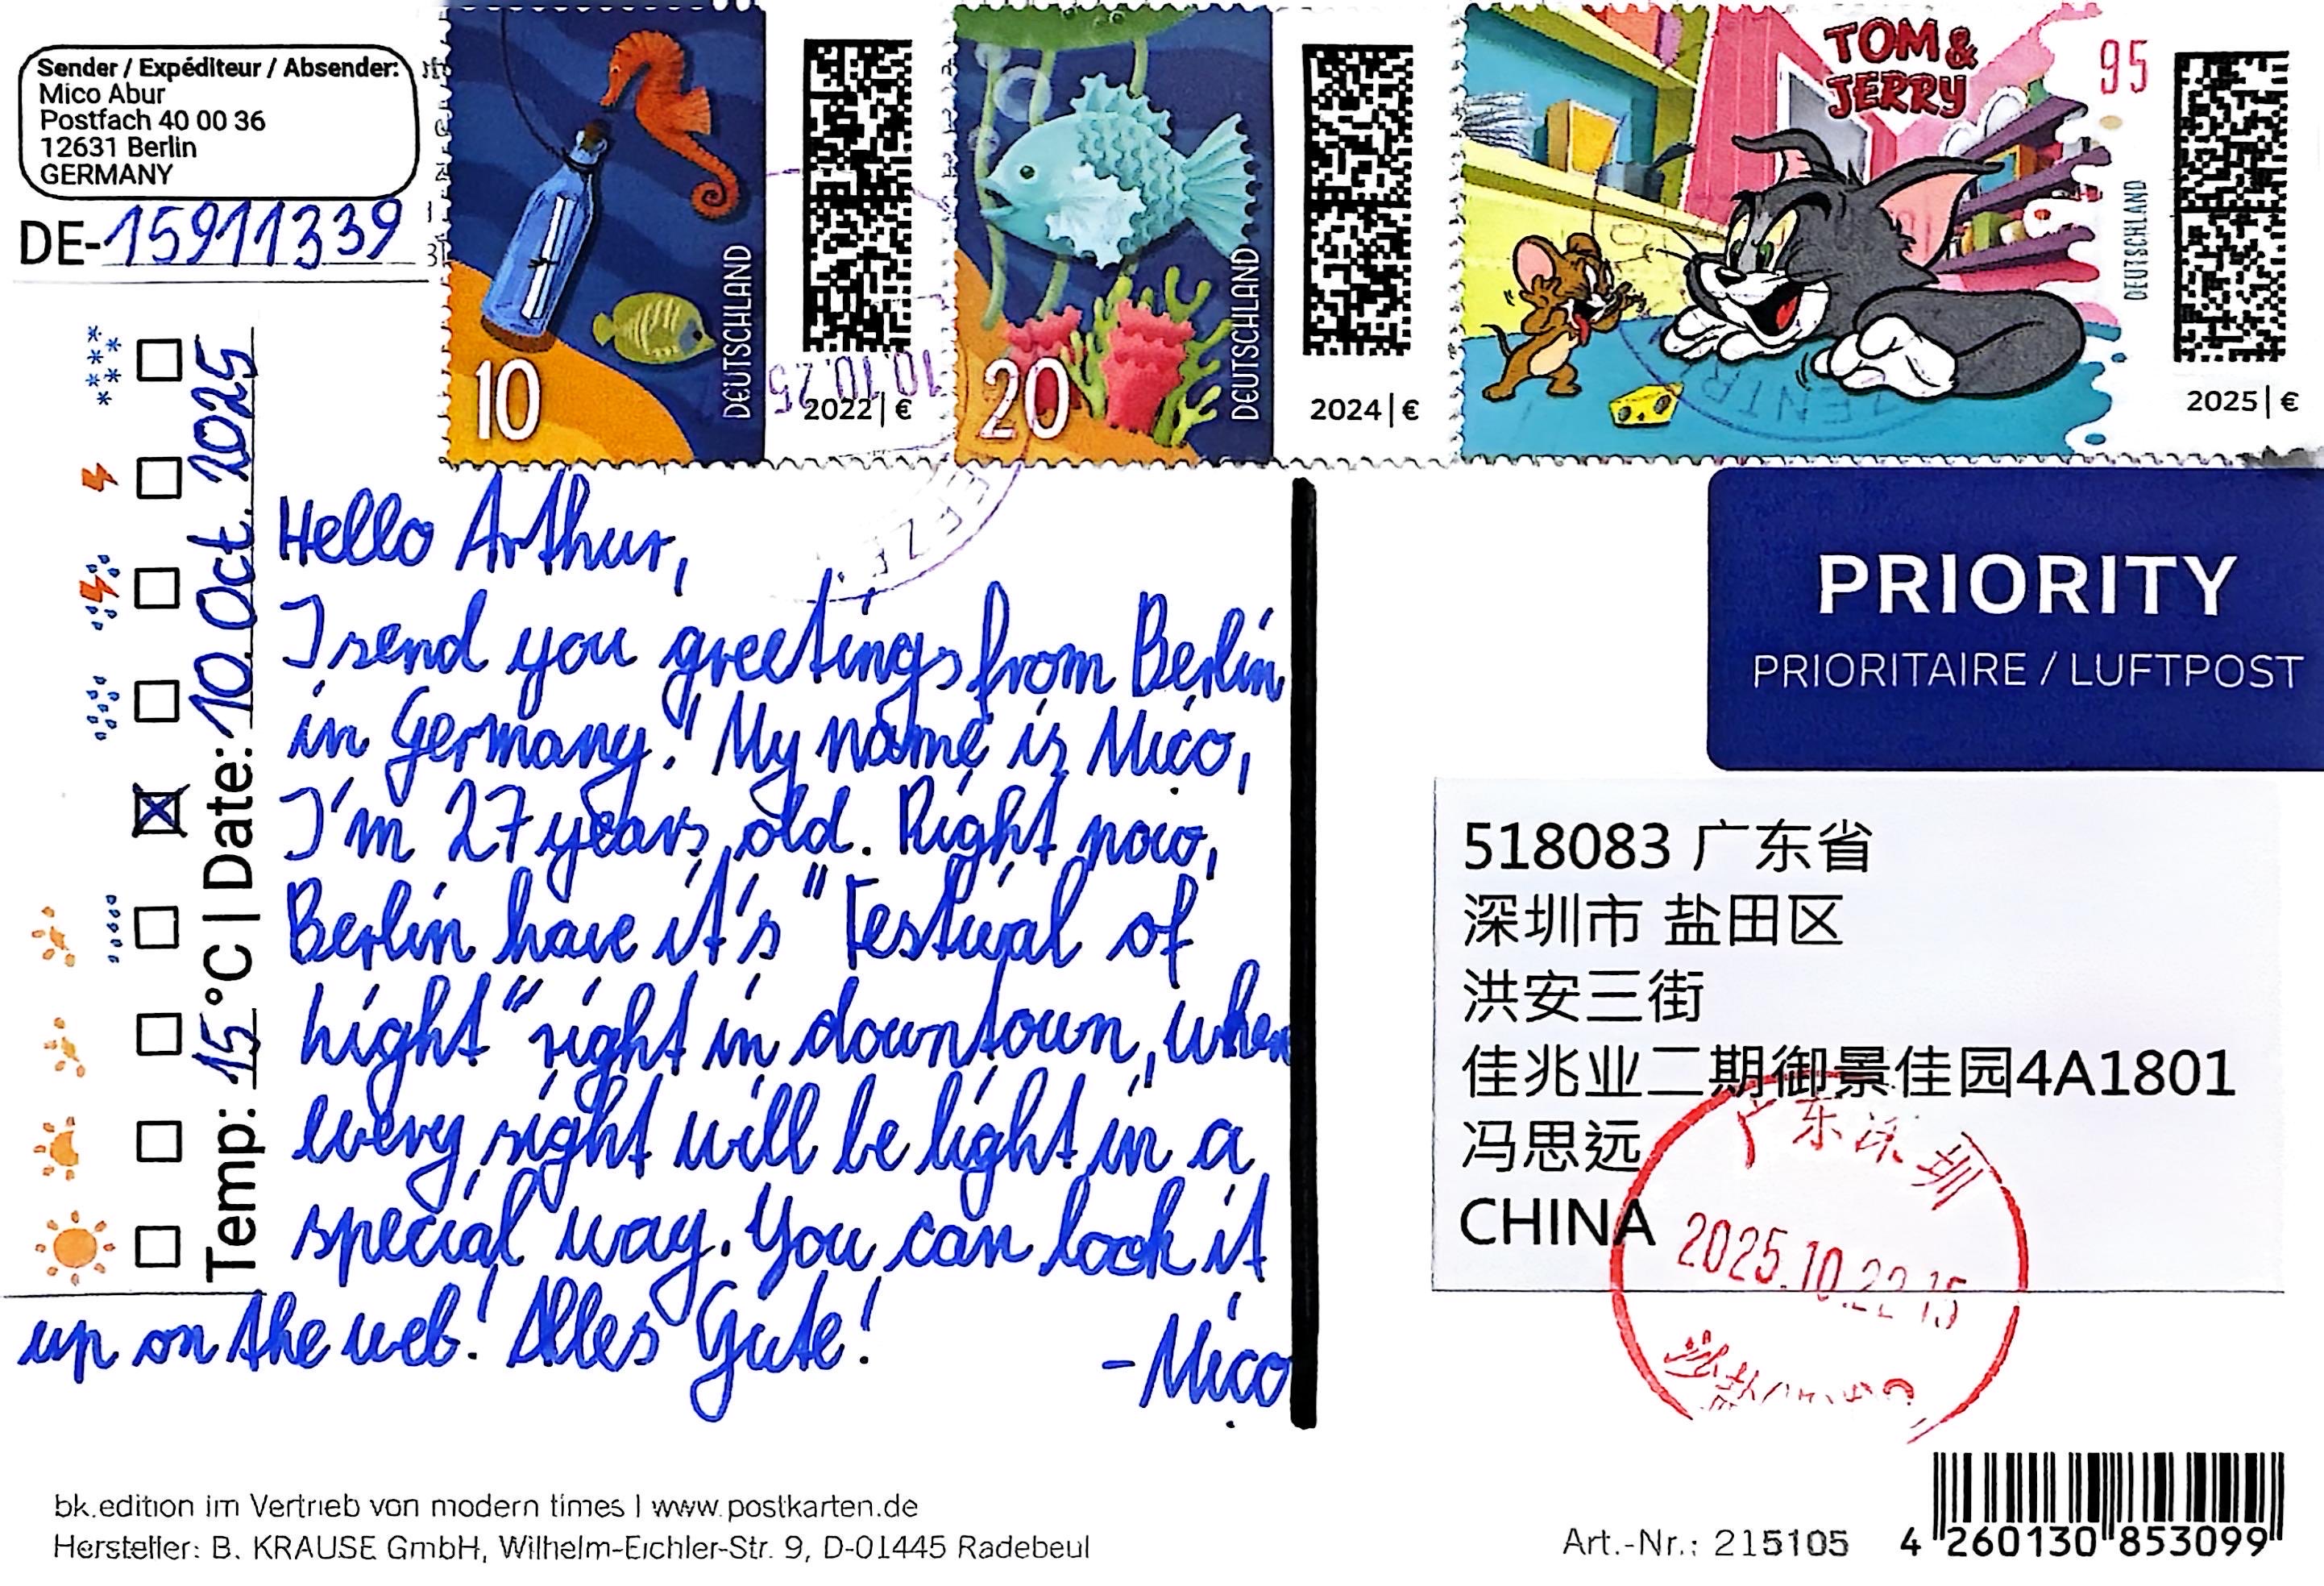 Sender / Expéditeur / Absender:
Mico Abur
Postfach 40 00 36
12631 Berlin
GERMANY
DE-15911339
10
DEUTSCHLAND
2022 | €
20
DEUTSCHLAND
2024 | €
TOM &
JERRY
95
DEUTSCHLAND
2025 | €
10.10.25
Temp: 15 °C | Date: 10. Oct. 2025
Hello Arthur,
I send you greetings from Berlin
in Germany! My name is Mico,
I'm 27 years old. Right now,
Berlin have it's "Festival of
hight" right in downtown, when
every sight will be light in a
special way. You can look it
up on the web! Alles Gute!
-Mico
PRIORITY
PRIORITAIRE / LUFTPOST
518083 广东省
深圳市 盐田区
洪安三街
佳兆业二期御景佳园4A1801
冯思远
CHINA
广东深圳
2025.10.22 15
bk.edition im Vertrieb von modern times | www.postkarten.de
Hersteller: B. KRAUSE GmbH, Wilhelm-Eichler-Str. 9, D-01445 Radebeul
Art.-Nr.: 215105
4 260130 853099